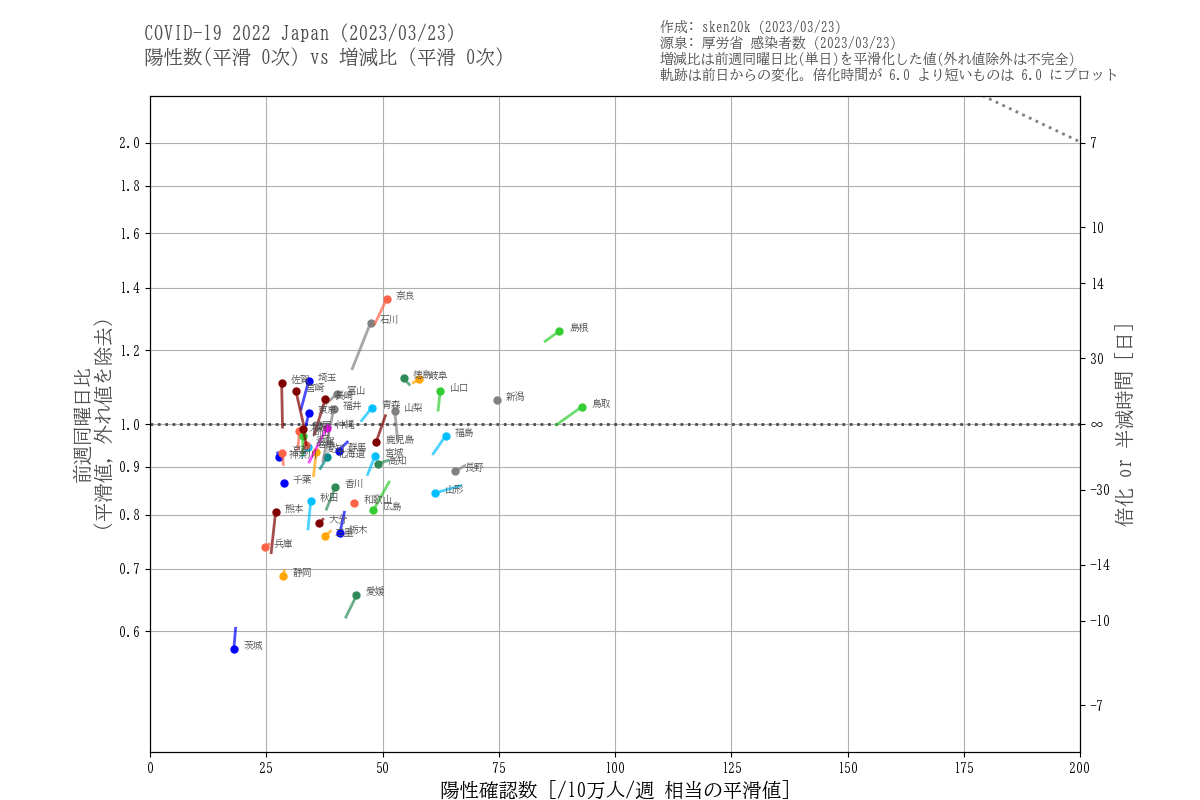 COVID-19 2022 Japan (2023/03/23)
陽性数(平滑 0次) vs 増減比 (平滑 0次)
作成: sken20k (2023/03/23)
源泉: 厚労省 感染者数 (2023/03/23)
増減比は前週同曜日比(単日)を平滑化した値(外れ値除外は不完全)
軌跡は前日からの変化。倍化時間が 6.0 より短いものは 6.0 にプロット
前週同曜日比
(平滑値, 外れ値を除去)
2.0
1.8
1.6
1.4
1.2
1.0
0.9
0.8
0.7
0.6
7
10
14
30
∞
-30
-14
-10
-7
倍化 or 半減時間 [日]
奈良
石川
島根
佐賀
埼玉
宮崎
徳島
岐阜
富山
山口
新潟
鳥取
福井
青森
山梨
東京
沖縄
福島
鹿児島
群馬
宮城
北海道
高知
長野
千葉
香川
山形
秋田
和歌山
広島
熊本
大分
栃木
兵庫
静岡
愛媛
茨城
0
25
50
75
100
125
150
175
200
陽性確認数 [/10万人/週 相当の平滑値]